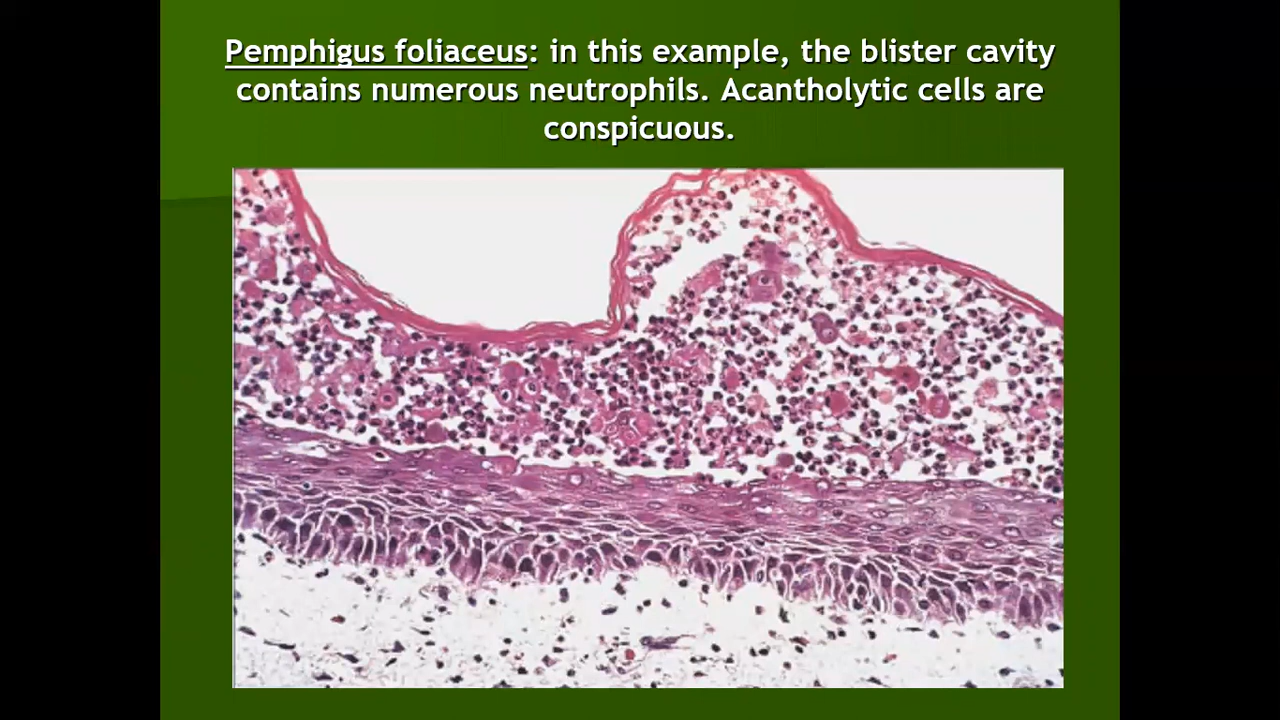 Pemphigus foliaceus: in this example, the blister cavity
contains numerous neutrophils. Acantholytic cells are
conspicuous.